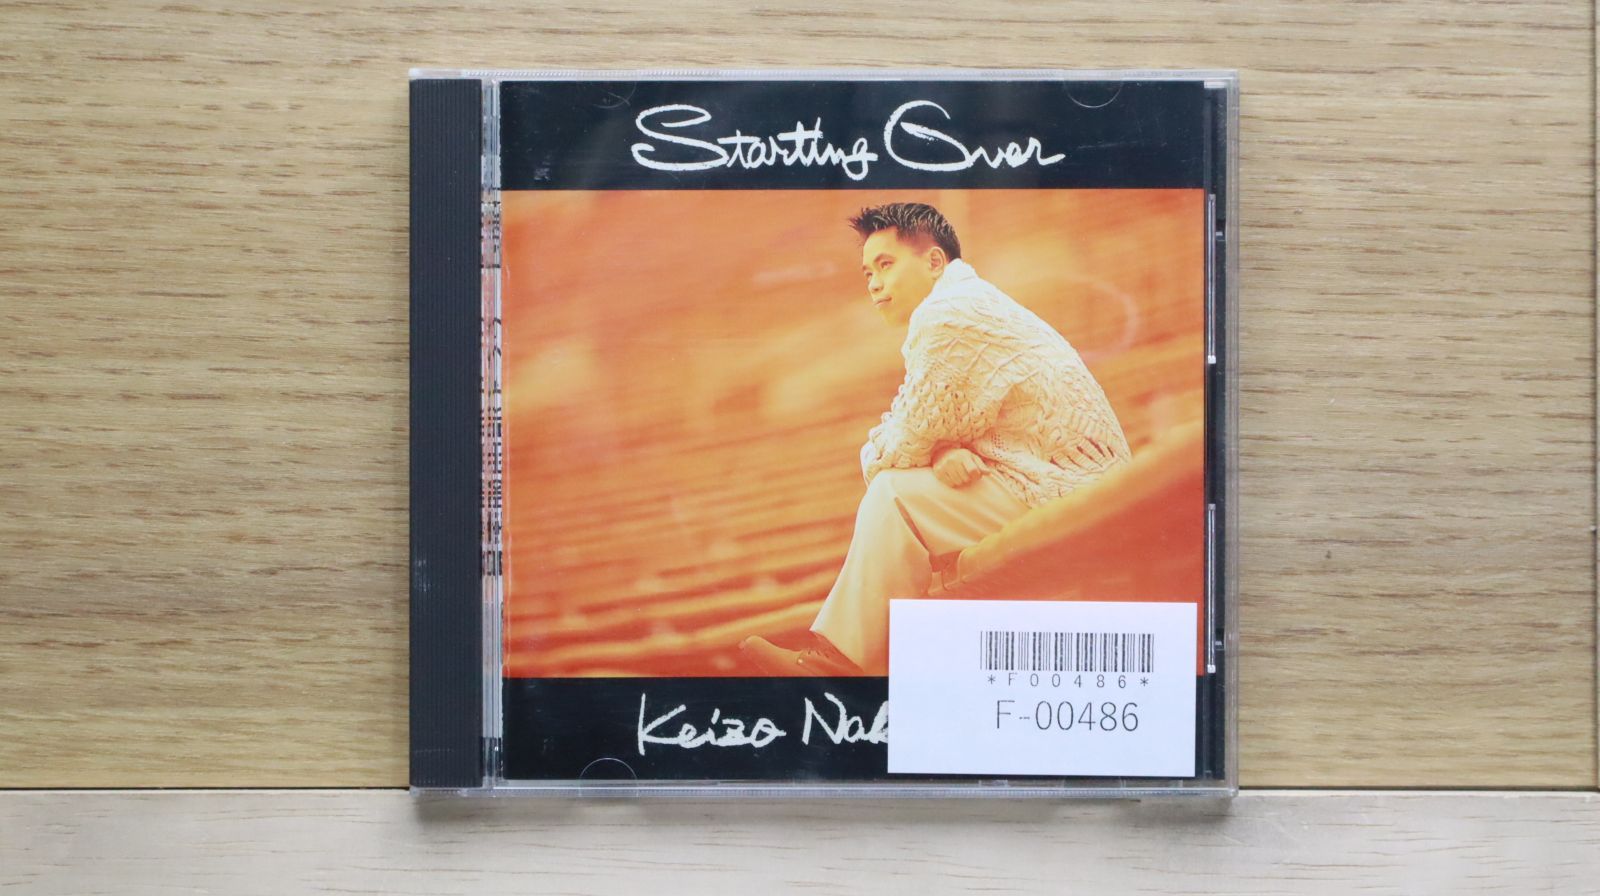 Starting Over
*F00486*
F-00486
Keizo Nak